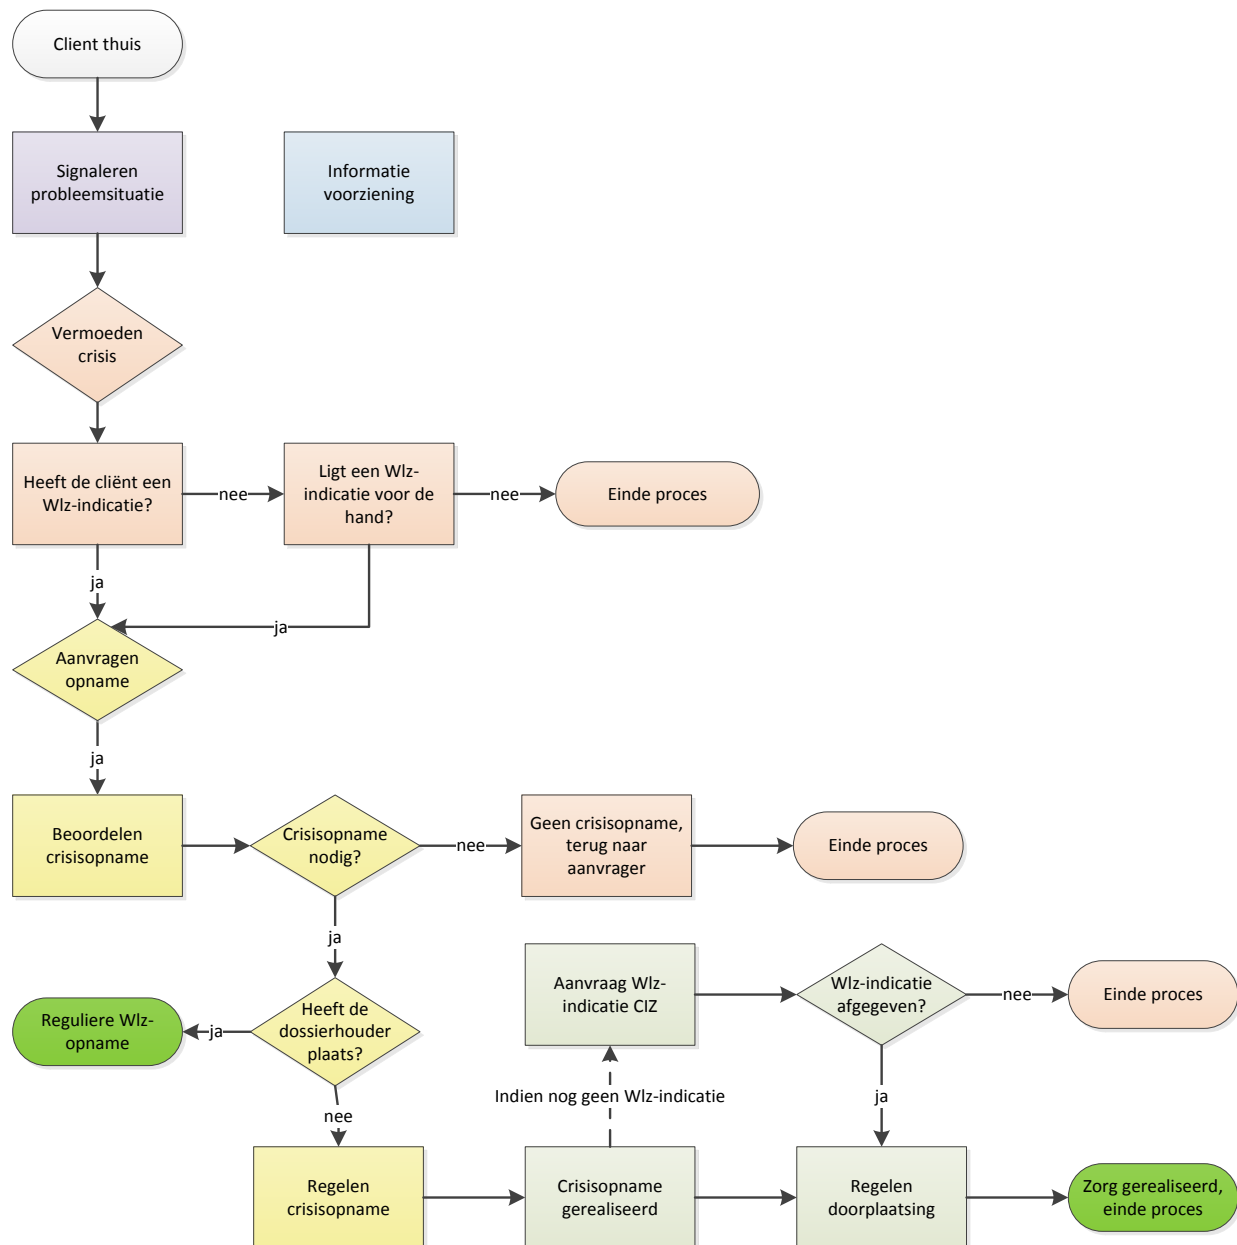 Client thuis
Signaleren
probleemsituatie
Informatie
voorziening
Vermoeden
crisis
Heeft de cliënt een
Wlz-indicatie?
nee
Ligt een Wlz-
indicatie voor de
hand?
nee
Einde proces
ja
ja
Aanvragen
opname
ja
Beoordelen
crisisopname
Crisisopname
nodig?
nee
Geen crisisopname,
terug naar
aanvrager
Einde proces
ja
Heeft de
dossierhouder
plaats?
ja
Reguliere Wlz-
opname
Aanvraag Wlz-
indicatie CIZ
Wlz-indicatie
afgegeven?
nee
Einde proces
Indien nog geen Wlz-indicatie
ja
nee
Regelen
crisisopname
Crisisopname
gerealiseerd
Regelen
doorplaatsing
Zorg gerealiseerd,
einde proces